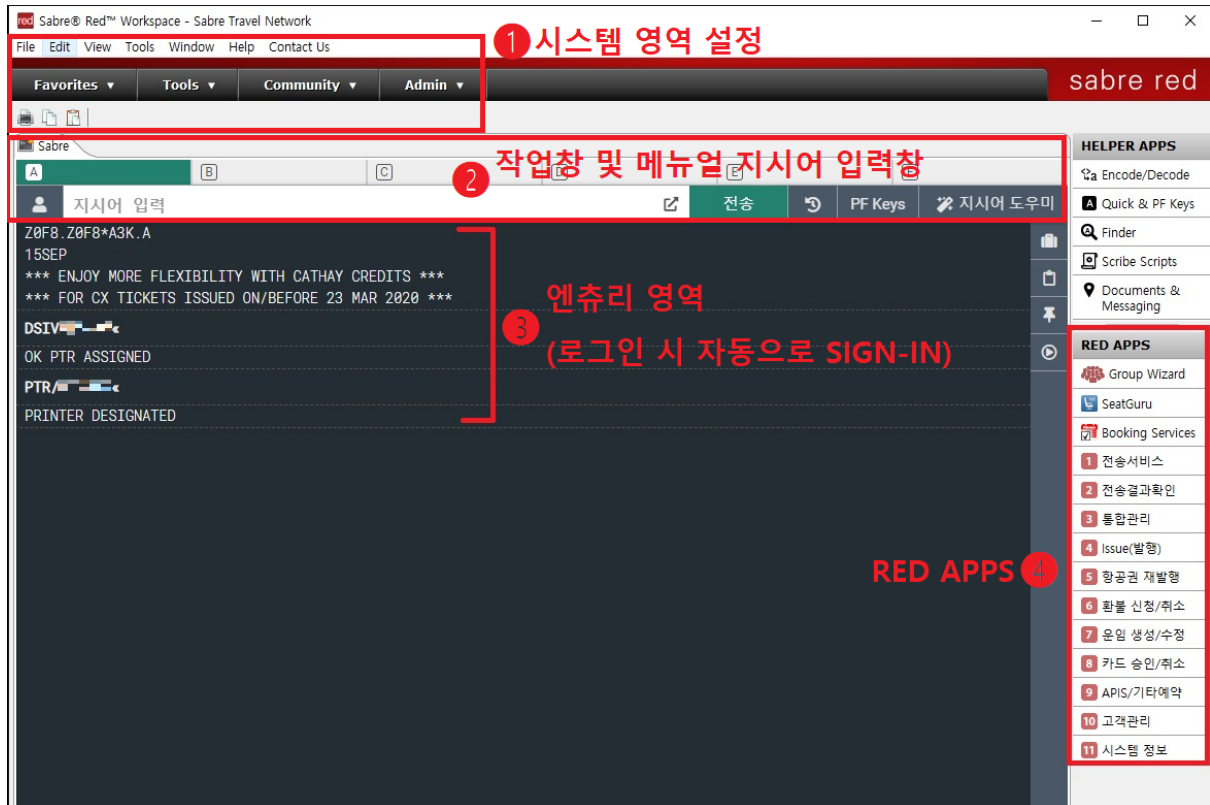 red Sabre® Red™ Workspace - Sabre Travel Network
File Edit View Tools Window Help Contact Us
1 시스템 영역 설정
Favorites ▾ Tools ▾ Community ▾ Admin ▾
sabre red
Sabre
2 작업창 및 메뉴얼 지시어 입력창
A B C D E F
지시어 입력 전송 PF Keys 지시어 도우미
Z0F8.Z0F8*A3K.A
15SEP
*** ENJOY MORE FLEXIBILITY WITH CATHAY CREDITS ***
*** FOR CX TICKETS ISSUED ON/BEFORE 23 MAR 2020 ***
DSIV «
OK PTR ASSIGNED
PTR/ «
PRINTER DESIGNATED
3 엔츄리 영역
(로그인 시 자동으로 SIGN-IN)
HELPER APPS
Encode/Decode
Quick & PF Keys
Finder
Scribe Scripts
Documents &
Messaging
RED APPS
Group Wizard
SeatGuru
Booking Services
1 전송서비스
2 전송결과확인
3 통합관리
4 Issue(발행)
5 항공권 재발행
6 환불 신청/취소
7 운임 생성/수정
8 카드 승인/취소
9 APIS/기타예약
10 고객관리
11 시스템 정보
RED APPS 4